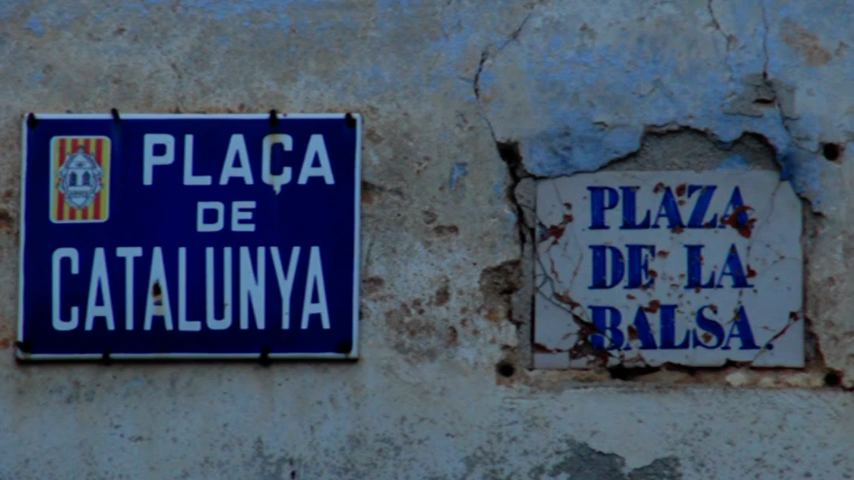 PLAÇA
DE
CATALUNYA
PLAZA
DE LA
BALSA.